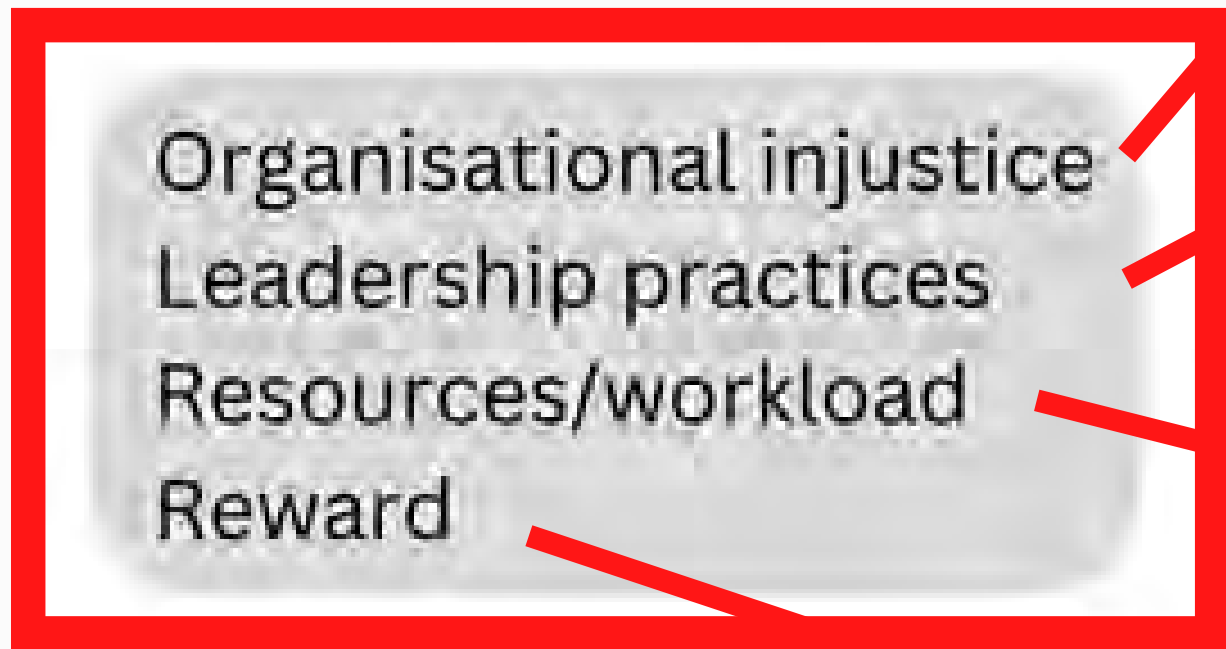 Organisational injustice
Leadership practices
Resources/workload
Reward